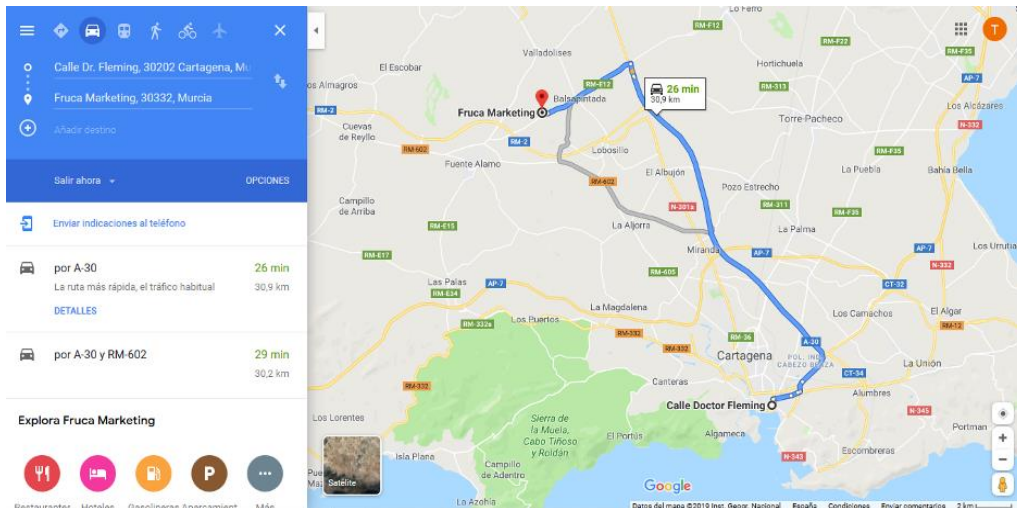 Calle Dr. Fleming, 30202 Cartagena, Mu
Fruca Marketing, 30332, Murcia
Añadir destino
Salir ahora
OPCIONES
Enviar indicaciones al teléfono
por A-30
26 min
La ruta más rápida, el tráfico habitual
30,9 km
DETALLES
por A-30 y RM-602
29 min
30,2 km
Explora Fruca Marketing
Restaurantes
Hoteles
Gasolineras
Aparcamient
Más
P
T
Lo Ferro
RM-F12
RM-F22
Valladolises
RM-F35
El Escobar
Hortichuela
AP-7
os Almagros
RM-E12
26 min
30,9 km
RM-313
Balsapintada
Fruca Marketing
Los Alcázares
RM-2
Torre-Pacheco
N-332
Cuevas
de Reyllo
RM-602
RM-2
Lobosillo
RM-F35
Fuente Alamo
El Albujón
La Puebla
Bahía Bella
RM-602
Pozo Estrecho
Campillo
de Arriba
N-301a
RM-311
RM-F35
RM-E15
La Aljorra
La Palma
RM-E17
Miranda
AP-7
AP-7
Los Urrutia
N-332
RM-605
Las Palas
AP-7
CT-32
RM-E34
La Magdalena
Los Camachos
El Algar
RM-332a
Los Puertos
RM-12
RM-332
RM-36
A-30
RM-332
Cartagena
POL. IND
CABEZO BEAZA
La Unión
CT-34
RM-332
Canteras
Alumbres
Calle Doctor Fleming
Los Lorentes
N-345
Sierra de
la Muela,
Cabo Tiñoso
y Roldán
Portman
El Portús
Algameca
Isla Plana
N-343
Escombreras
Campillo
de Adentro
Satélite
Google
La Azohía
Datos del mapa ©2019 Inst. Geogr. Nacional
España
Condiciones
Enviar comentarios
2 km